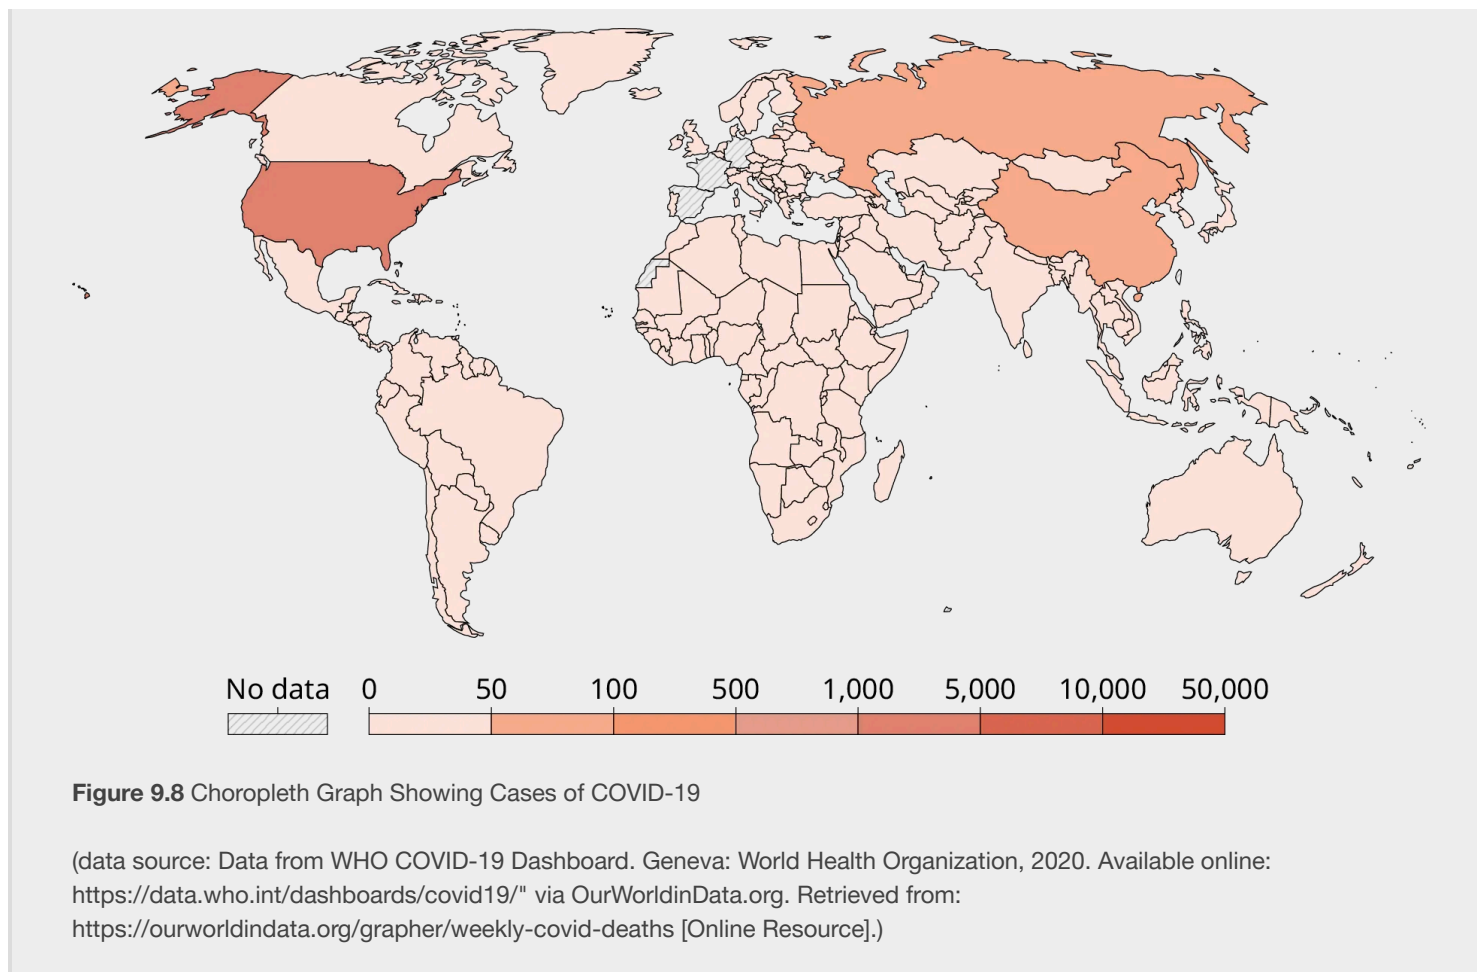 No data 0 50 100 500 1,000 5,000 10,000 50,000
Figure 9.8 Choropleth Graph Showing Cases of COVID-19
(data source: Data from WHO COVID-19 Dashboard. Geneva: World Health Organization, 2020. Available online:
https://data.who.int/dashboards/covid19/" via OurWorldinData.org. Retrieved from:
https://ourworldindata.org/grapher/weekly-covid-deaths [Online Resource].)